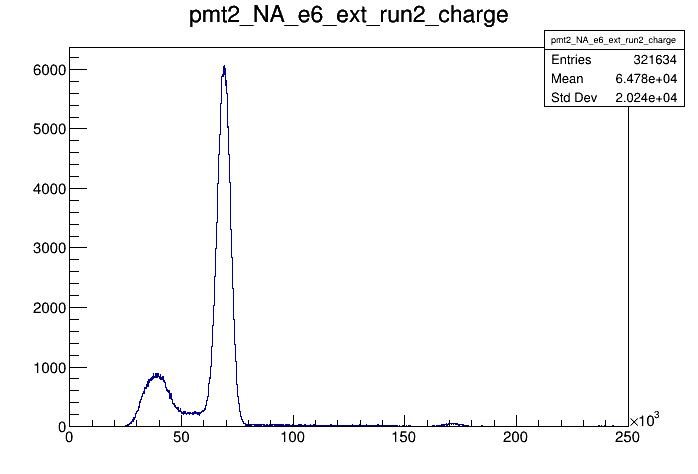 pmt2_NA_e6_ext_run2_charge
pmt2_NA_e6_ext_run2_charge
Entries 321634
Mean 6.478e+04
Std Dev 2.024e+04
6000
5000
4000
3000
2000
1000
0
0 50 100 150 200 250
×10³